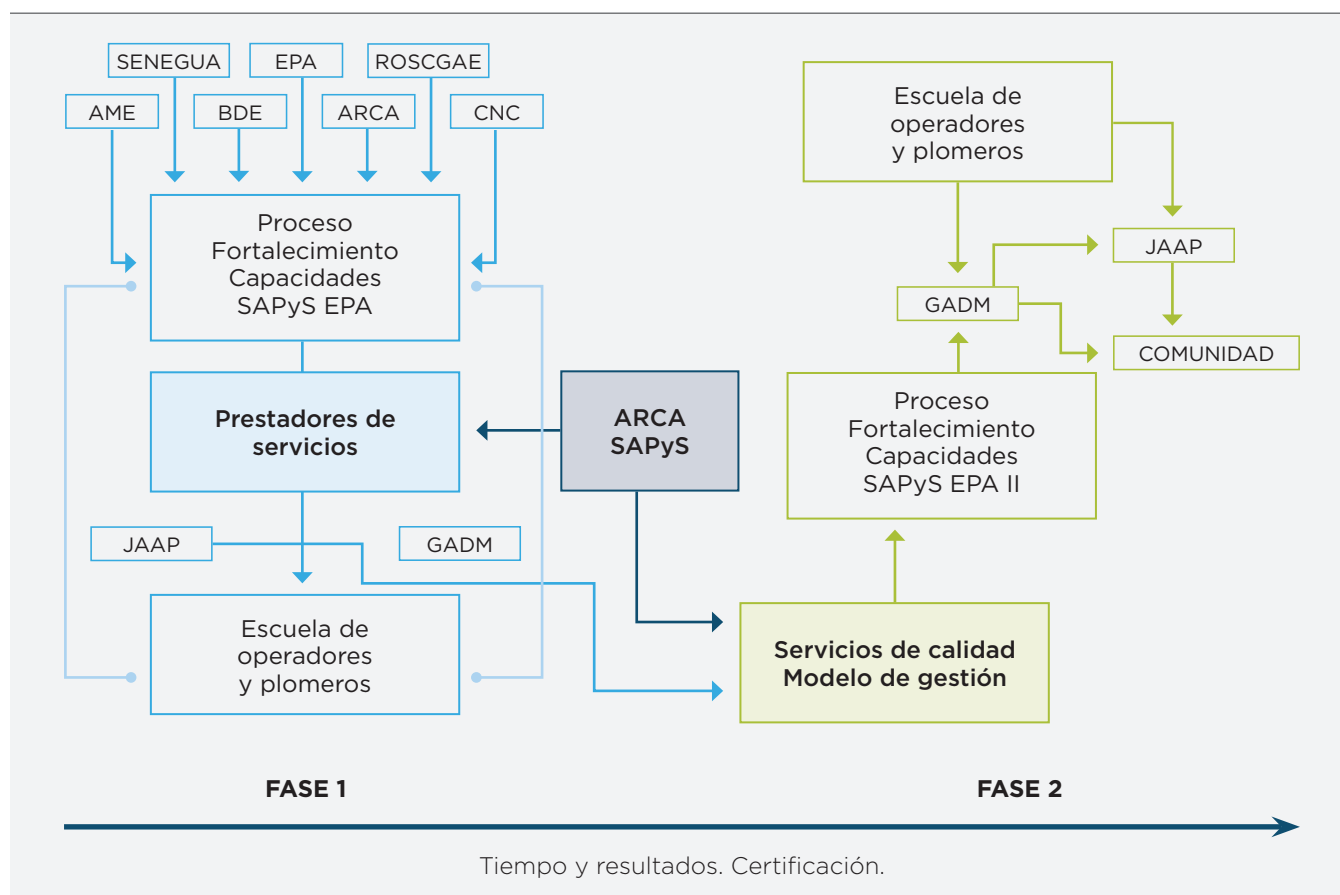 SENEGUA
EPA
ROSCGAE
AME
BDE
ARCA
CNC
Proceso
Fortalecimiento
Capacidades
SAPyS EPA
Prestadores de
servicios
ARCA
SAPyS
JAAP
GADM
Escuela de
operadores
y plomeros
Escuela de
operadores
y plomeros
JAAP
GADM
COMUNIDAD
Proceso
Fortalecimiento
Capacidades
SAPyS EPA II
Servicios de calidad
Modelo de gestión
FASE 1
FASE 2
Tiempo y resultados. Certificación.